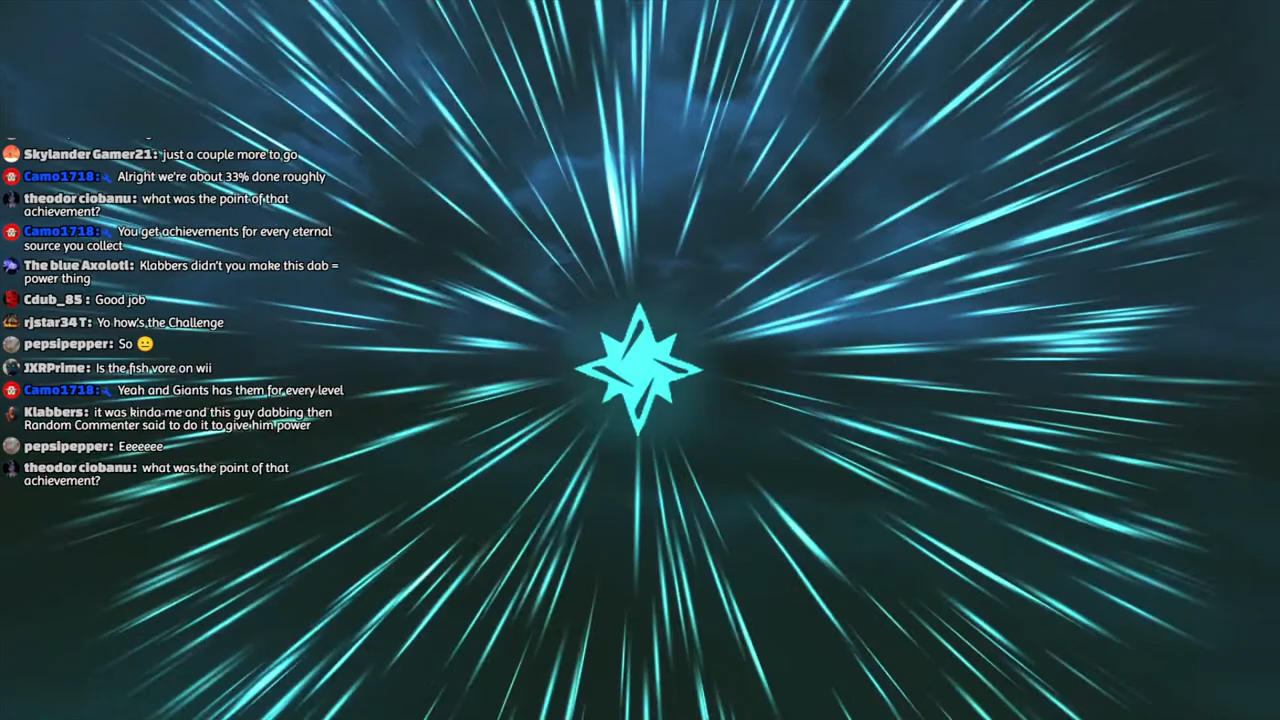 Skylander Gamer21: just a couple more to go
Camo1718: Alright we're about 33% done roughly
theodor ciobanu: what was the point of that
achievement?
Camo1718: You get achievements for every eternal
source you collect
The blue Axolotl: Klabbers didn't you make this dab =
power thing
Cdub_85: Good job
rjstar34T: Yo how's the Challenge
pepsipepper: So 😐
JXRPrime: Is the fish vore on wii
Camo1718: Yeah and Giants has them for every level
Klabbers: it was kinda me and this guy dabbing then
Random Commenter said to do it to give him power
pepsipepper: Eeeeeee
theodor ciobanu: what was the point of that
achievement?